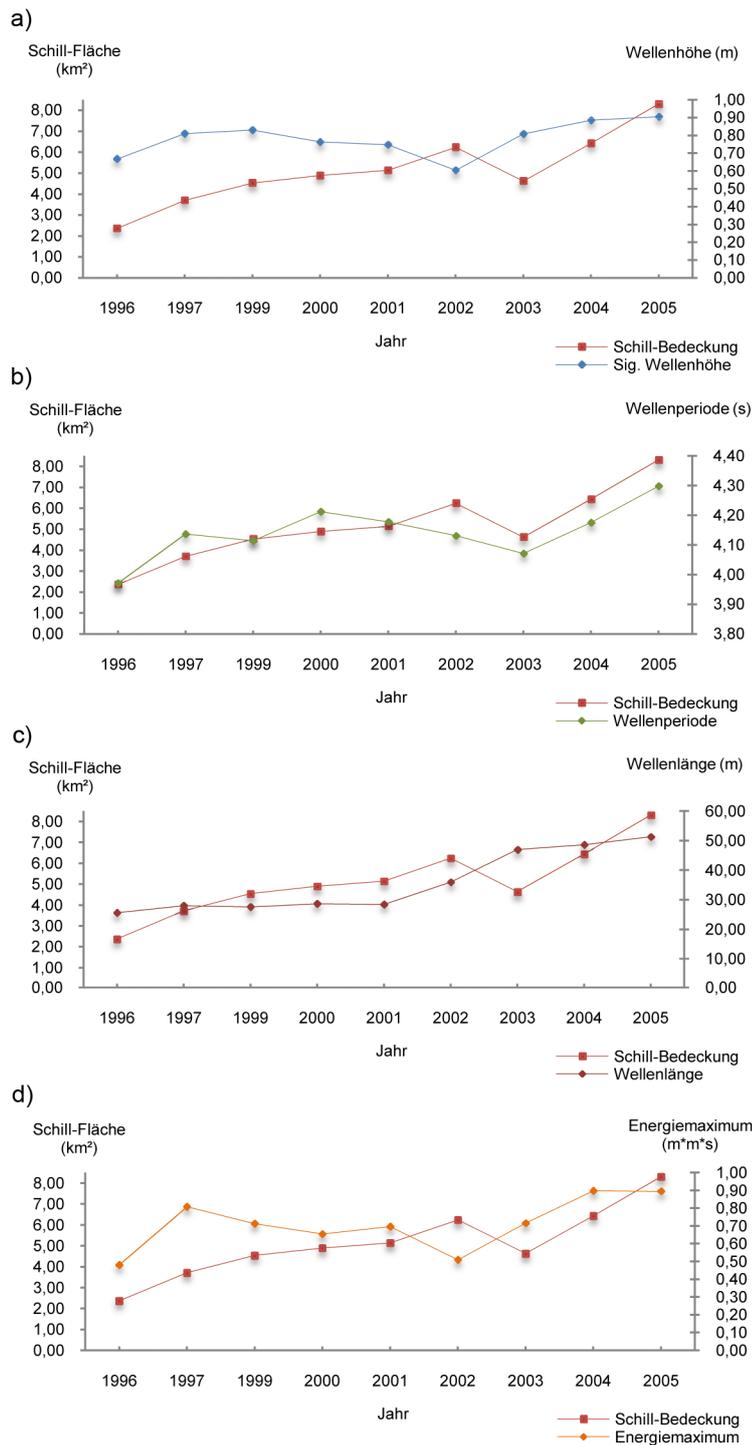 a)
Schill-Fläche
(km²)
Wellenhöhe (m)
8,00
7,00
6,00
5,00
4,00
3,00
2,00
1,00
0,00
1,00
0,90
0,80
0,70
0,60
0,50
0,40
0,30
0,20
0,10
0,00
1996 1997 1999 2000 2001 2002 2003 2004 2005
Jahr
Schill-Bedeckung
Sig. Wellenhöhe
b)
Schill-Fläche
(km²)
Wellenperiode (s)
8,00
7,00
6,00
5,00
4,00
3,00
2,00
1,00
0,00
4,40
4,30
4,20
4,10
4,00
3,90
3,80
1996 1997 1999 2000 2001 2002 2003 2004 2005
Jahr
Schill-Bedeckung
Wellenperiode
c)
Schill-Fläche
(km²)
Wellenlänge (m)
8,00
7,00
6,00
5,00
4,00
3,00
2,00
1,00
0,00
60,00
50,00
40,00
30,00
20,00
10,00
0,00
1996 1997 1999 2000 2001 2002 2003 2004 2005
Jahr
Schill-Bedeckung
Wellenlänge
d)
Schill-Fläche
(km²)
Energiemaximum
(m*m*s)
8,00
7,00
6,00
5,00
4,00
3,00
2,00
1,00
0,00
1,00
0,90
0,80
0,70
0,60
0,50
0,40
0,30
0,20
0,10
0,00
1996 1997 1999 2000 2001 2002 2003 2004 2005
Jahr
Schill-Bedeckung
Energiemaximum